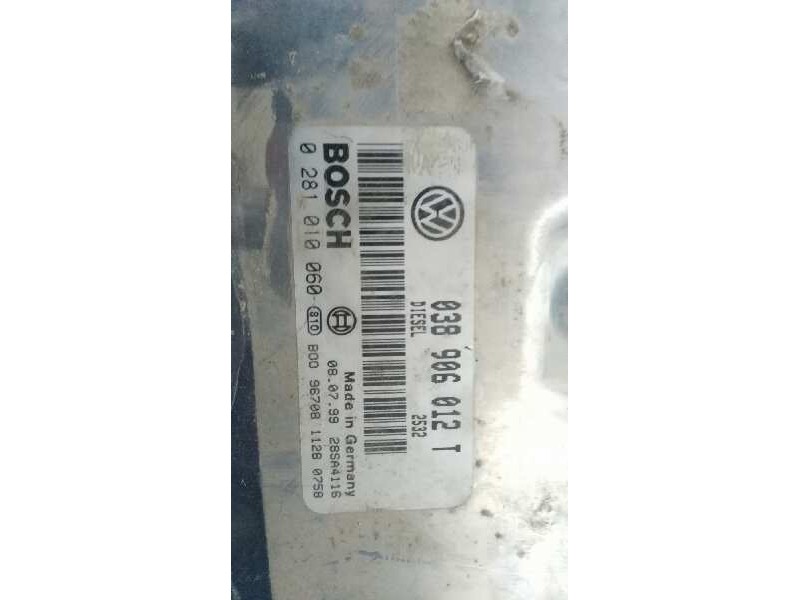 038 906 012 T
DIESEL 2532
BOSCH Made in Germany
0 281 010 060 08.07.99 28SA4116
810 800 96708 1128 0758